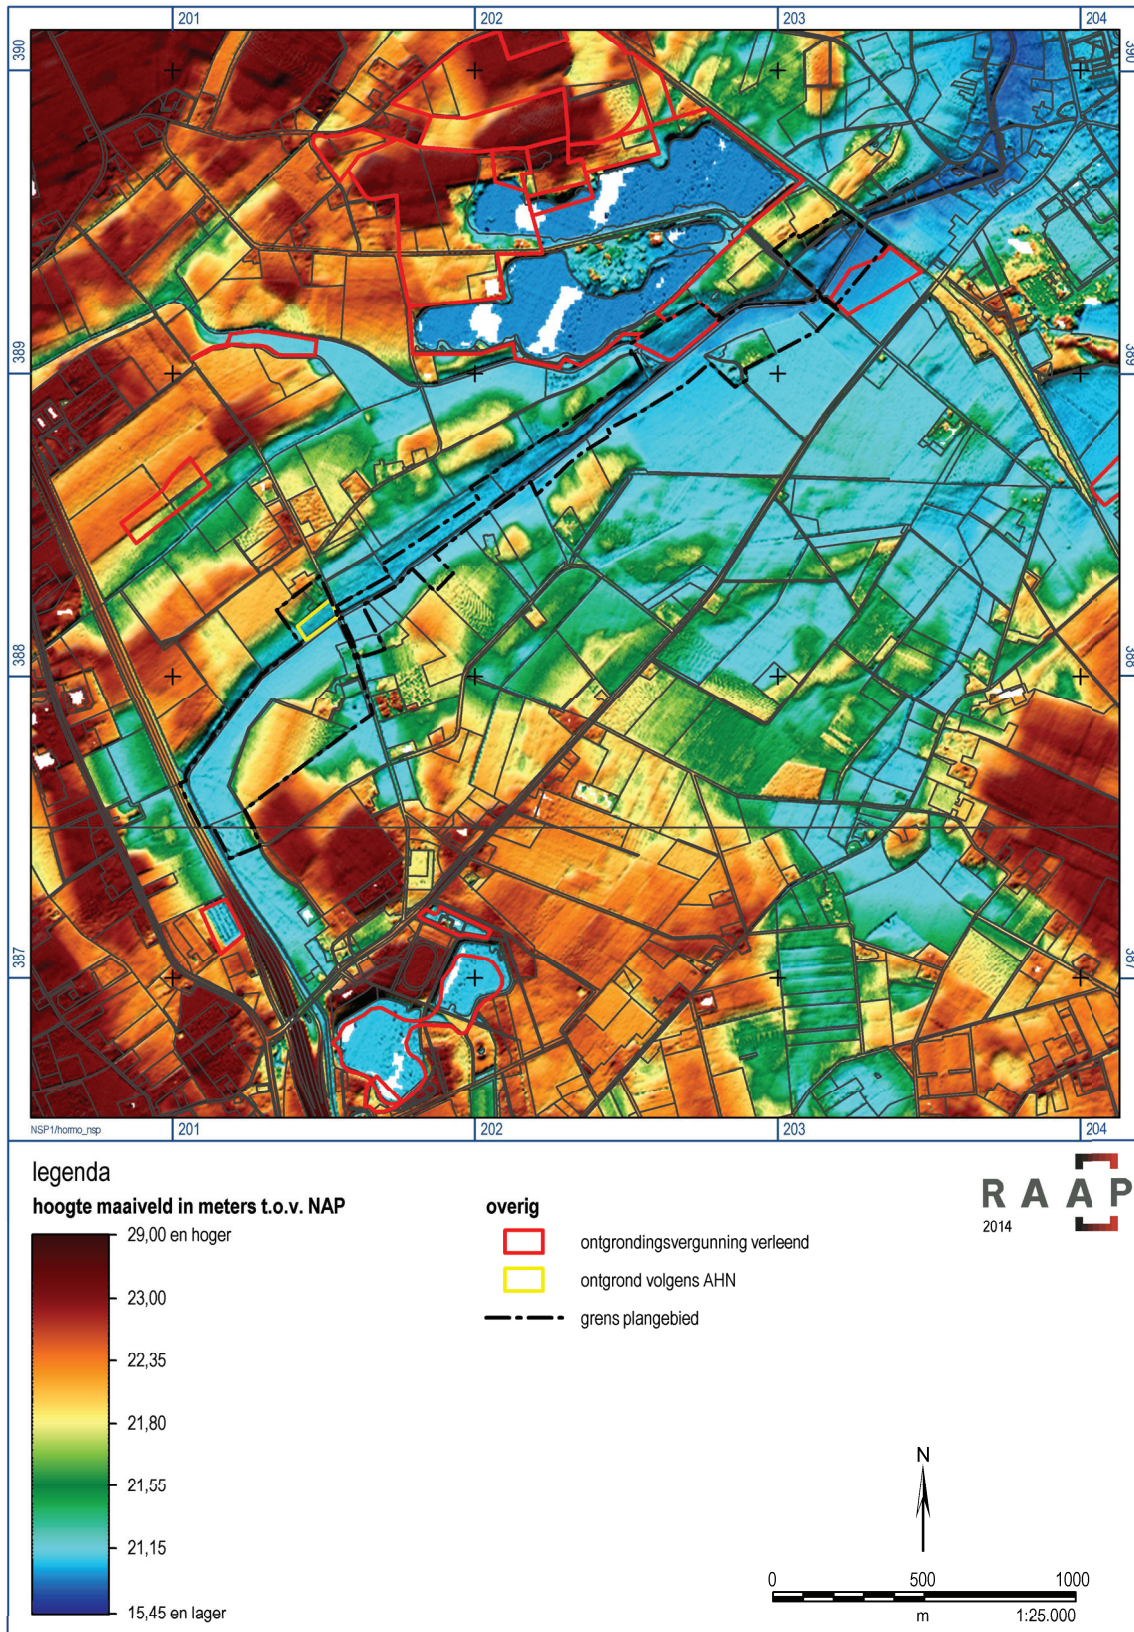 201 202 203 204
390 390
389 389
388 388
387 387
NSP1/hormo_nsp
201 202 203 204
legenda
hoogte maaiveld in meters t.o.v. NAP
29,00 en hoger
23,00
22,35
21,80
21,55
21,15
15,45 en lager
overig
ontgrondingsvergunning verleend
ontgrond volgens AHN
grens plangebied
RAAP
2014
N
0 500 1000
m 1:25.000